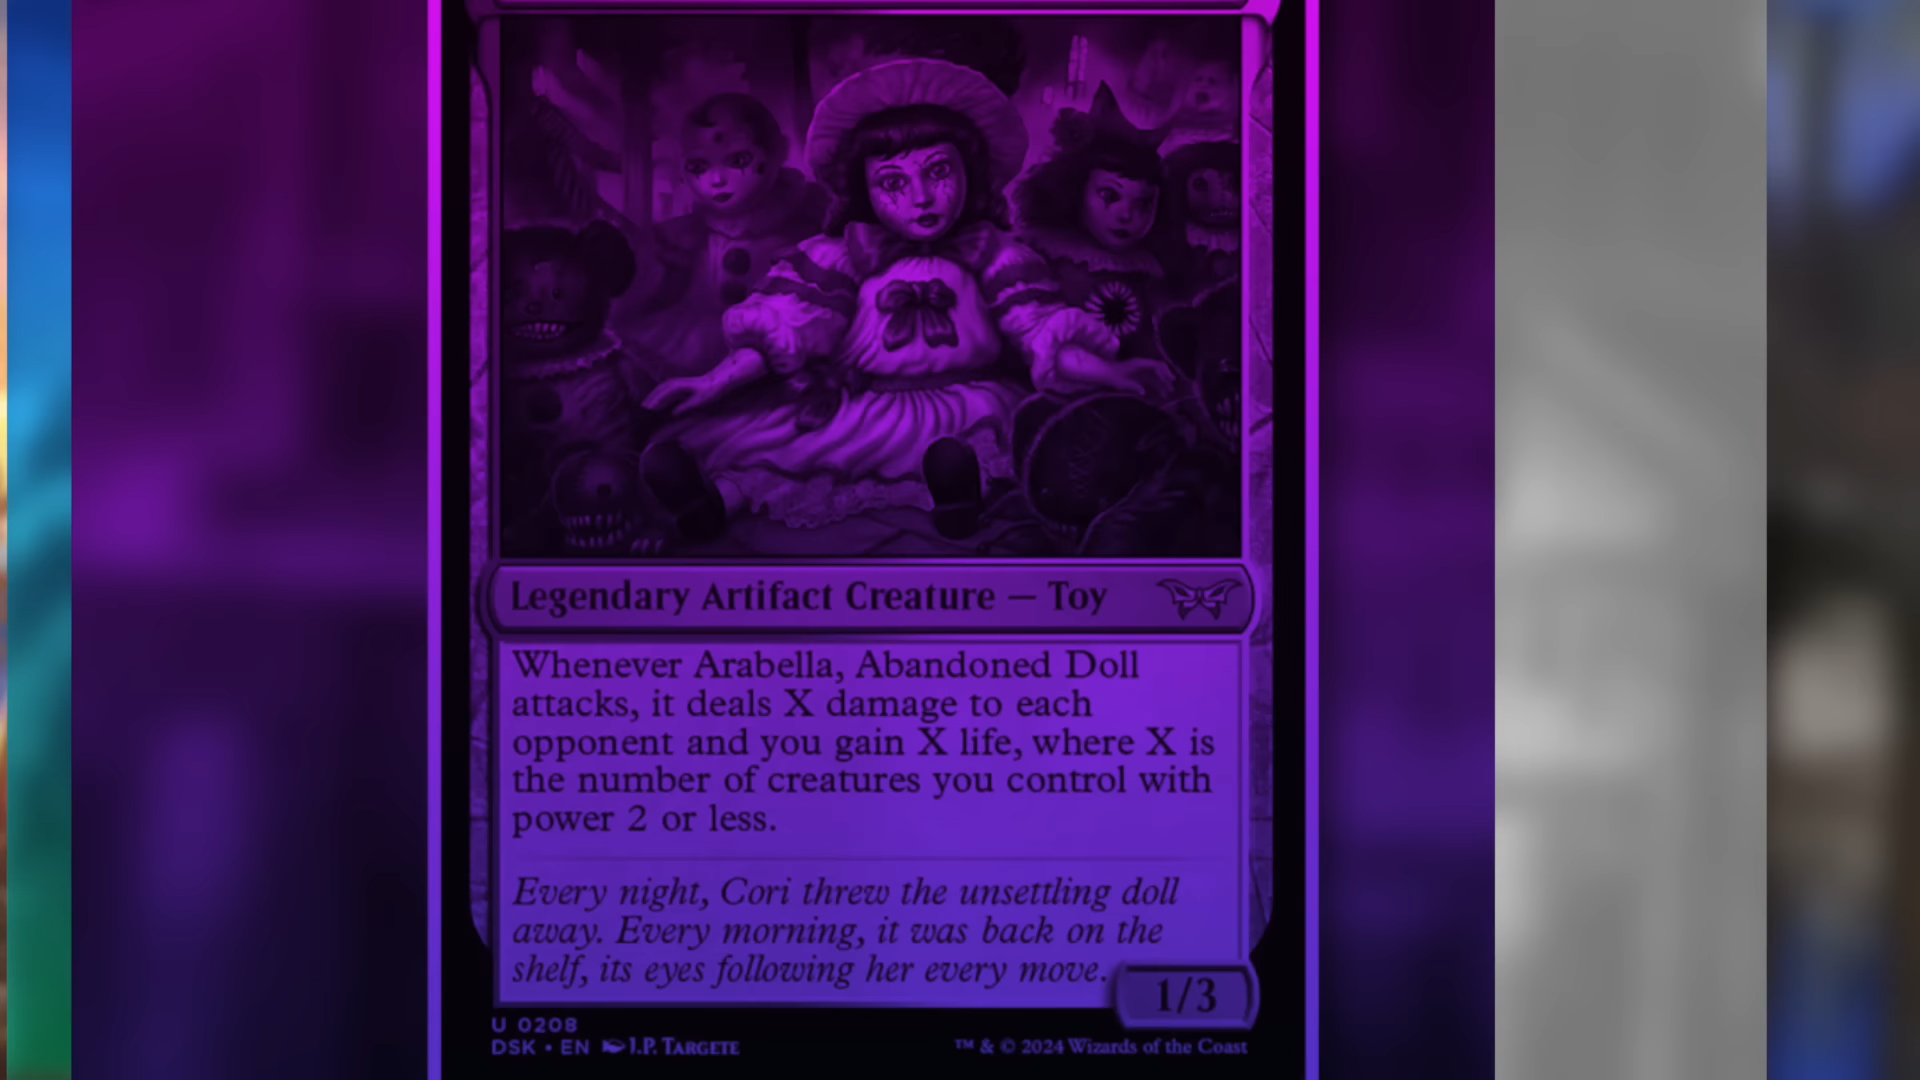 Legendary Artifact Creature — Toy
Whenever Arabella, Abandoned Doll
attacks, it deals X damage to each
opponent and you gain X life, where X is
the number of creatures you control with
power 2 or less.
Every night, Cori threw the unsettling doll
away. Every morning, it was back on the
shelf, its eyes following her every move.
1/3
U 0208
DSK • EN J.P. TARGETE
™ & © 2024 Wizards of the Coast